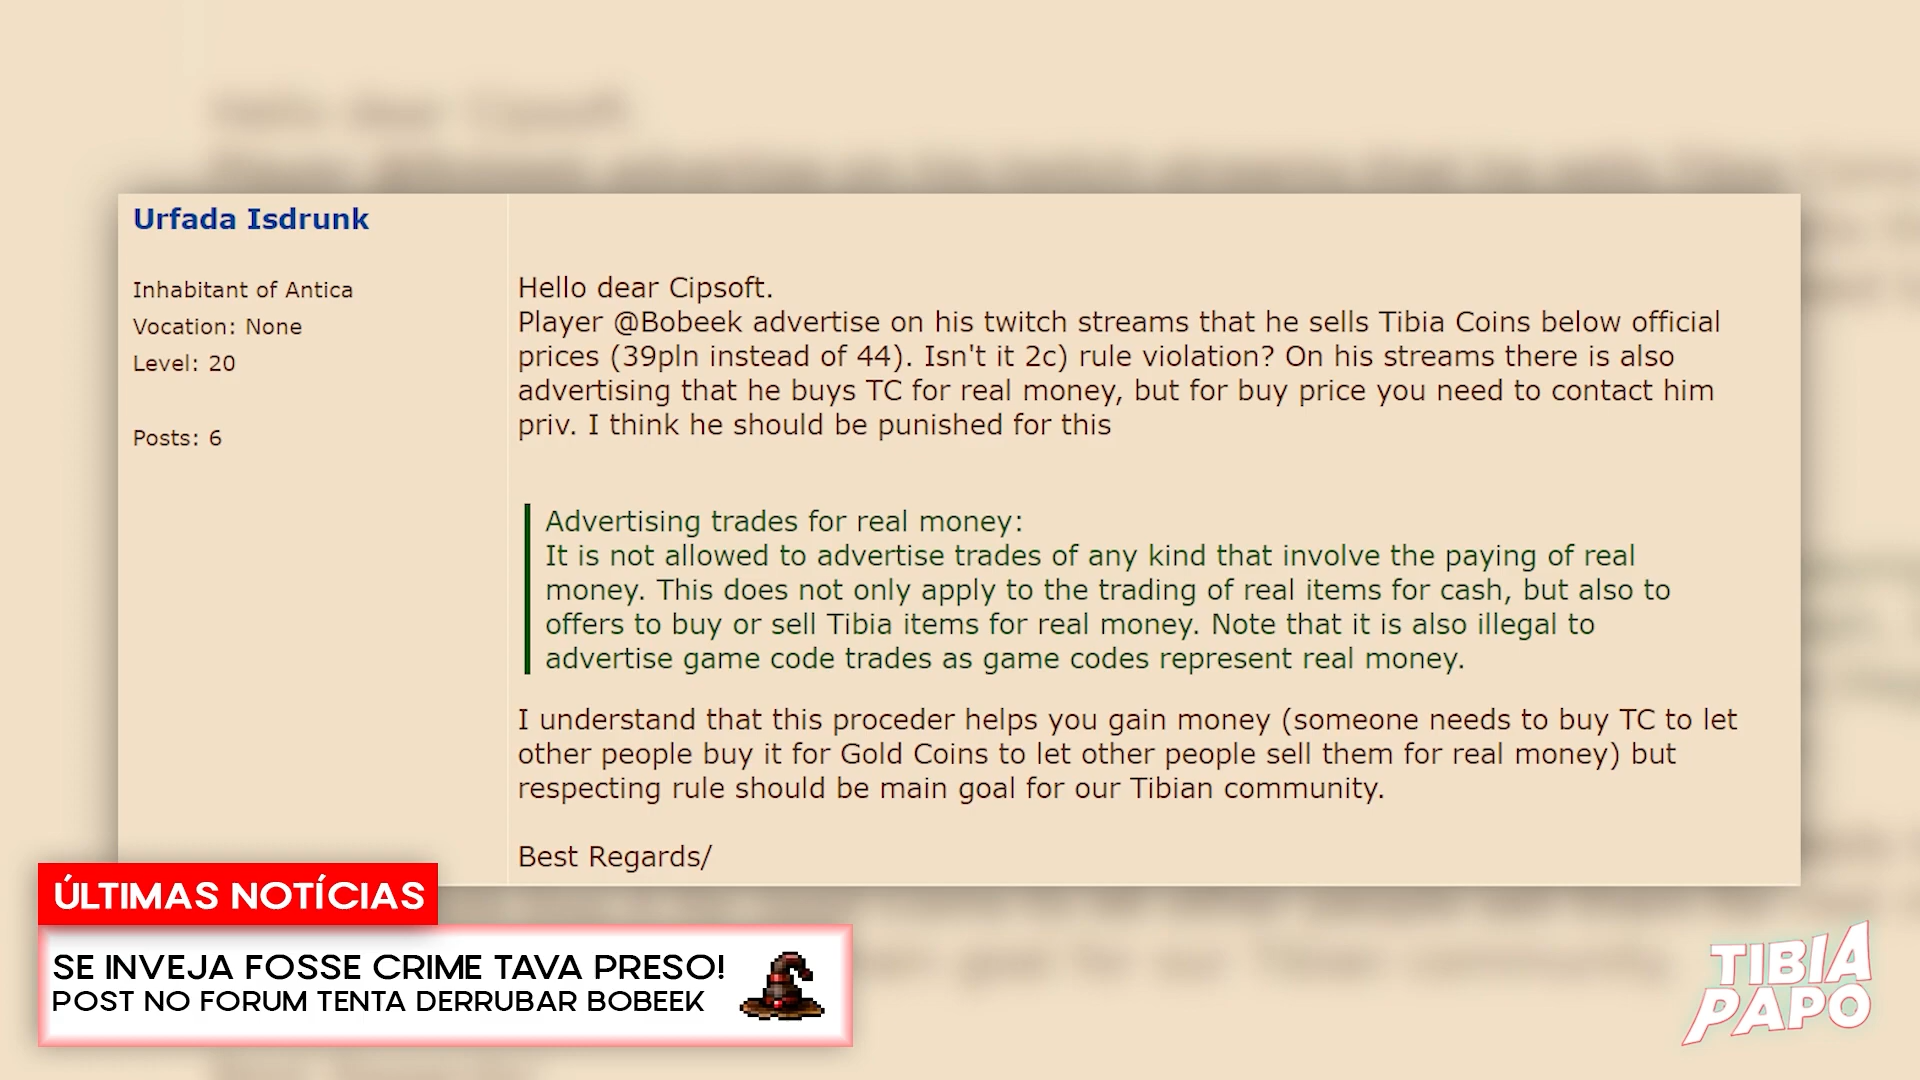 Urfada Isdrunk
Inhabitant of Antica
Vocation: None
Level: 20
Posts: 6
Hello dear Cipsoft.
Player @Bobeek advertise on his twitch streams that he sells Tibia Coins below official
prices (39pln instead of 44). Isn't it 2c) rule violation? On his streams there is also
advertising that he buys TC for real money, but for buy price you need to contact him
priv. I think he should be punished for this
Advertising trades for real money:
It is not allowed to advertise trades of any kind that involve the paying of real
money. This does not only apply to the trading of real items for cash, but also to
offers to buy or sell Tibia items for real money. Note that it is also illegal to
advertise game code trades as game codes represent real money.
I understand that this proceder helps you gain money (someone needs to buy TC to let
other people buy it for Gold Coins to let other people sell them for real money) but
respecting rule should be main goal for our Tibian community.
Best Regards/
ÚLTIMAS NOTÍCIAS
SE INVEJA FOSSE CRIME TAVA PRESO!
POST NO FORUM TENTA DERRUBAR BOBEEK
TIBIA
PAPO